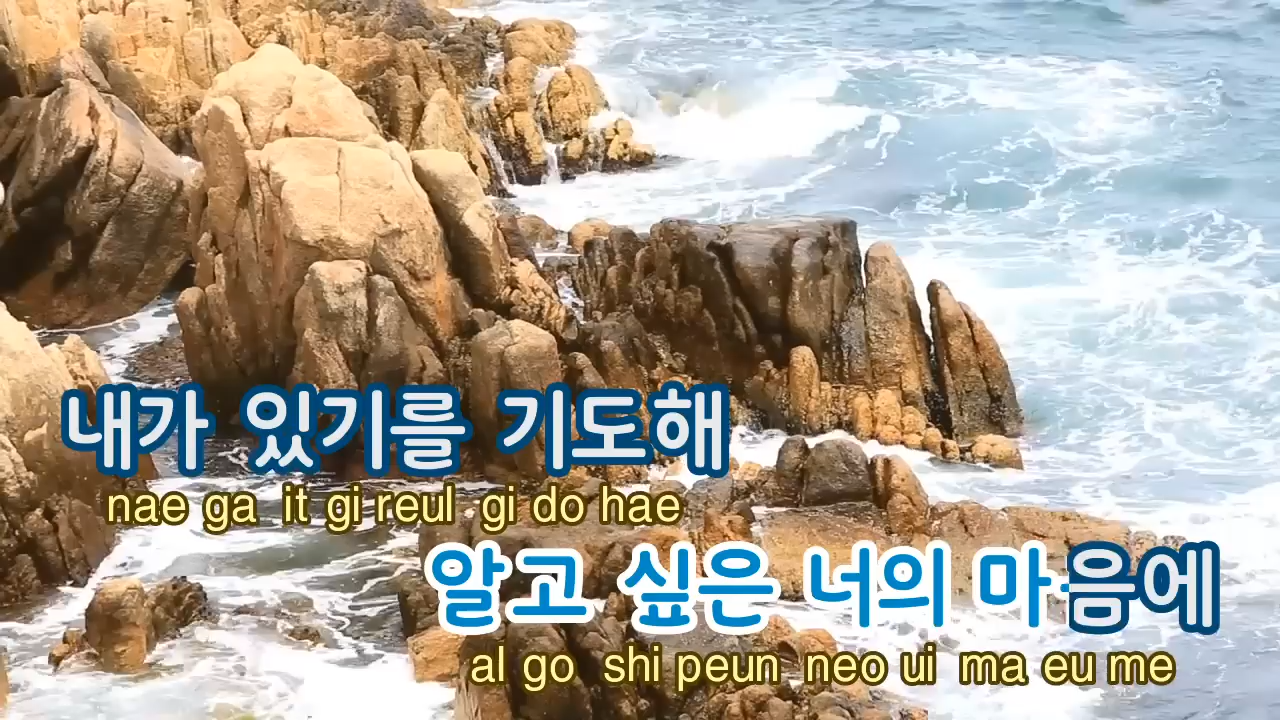 내가 있기를 기도해
nae ga it gi reul gi do hae
알고 싶은 너의 마음에
al go shi peun neo ui ma eu me